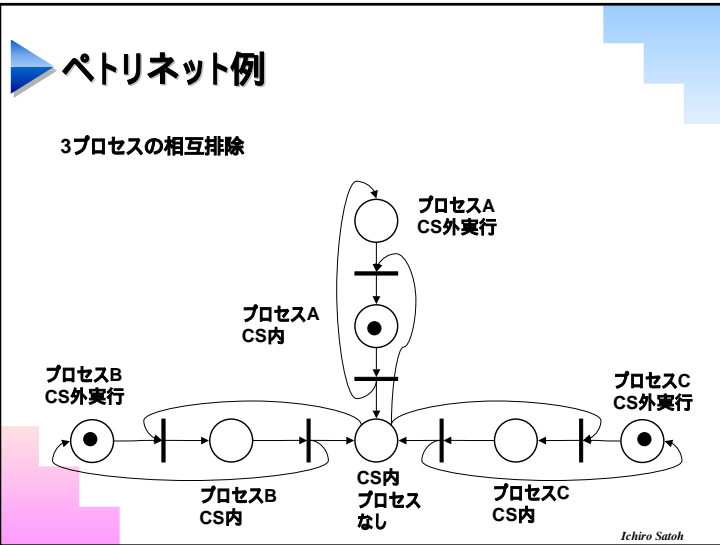 ペトリネット例
3プロセスの相互排除
プロセスA
CS外実行
プロセスA
CS内
プロセスB
CS外実行
プロセスC
CS外実行
プロセスB
CS内
CS内
プロセス
なし
プロセスC
CS内
Ichiro Satoh